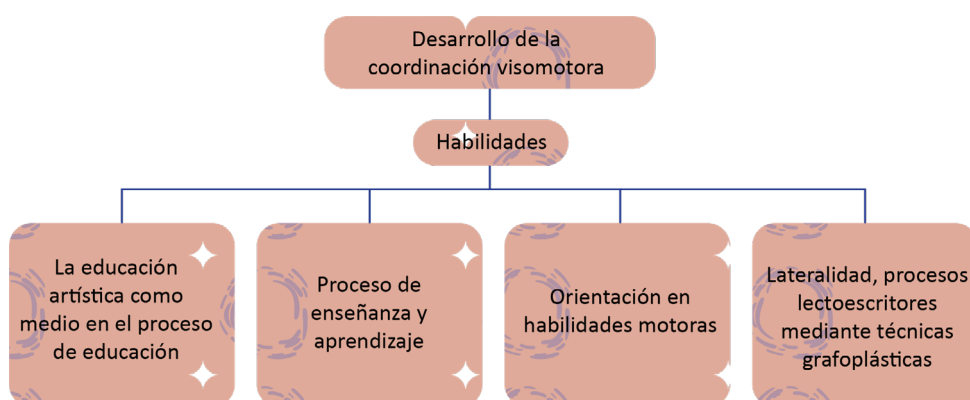 Desarrollo de la
coordinación visomotora
Habilidades
La educación
artística como
medio en el proceso
de educación
Proceso de
enseñanza y
aprendizaje
Orientación en
habilidades motoras
Lateralidad, procesos
lectoescritores
mediante técnicas
grafoplásticas